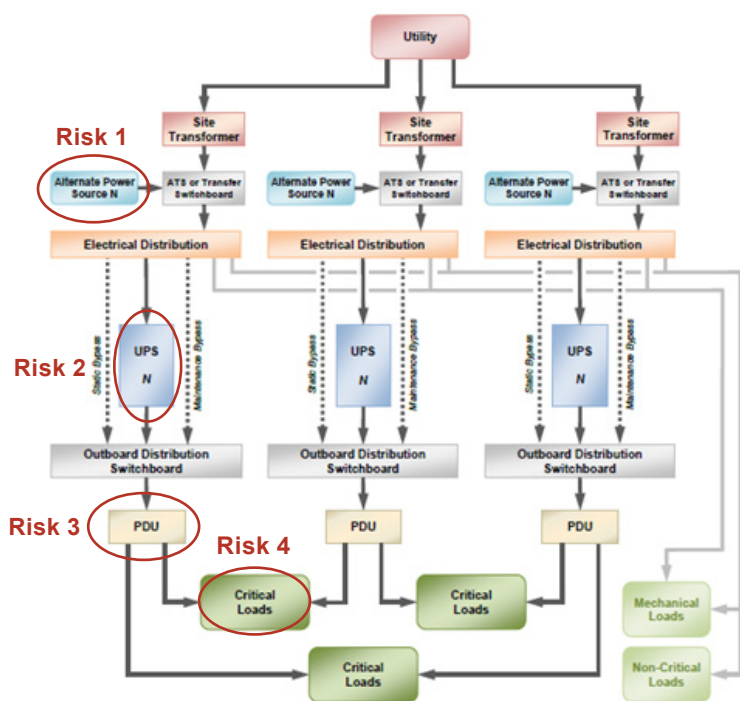 Utility
Site
Transformer
Site
Transformer
Site
Transformer
Risk 1
Alternate Power
Source N
ATS or Transfer
Switchboard
Alternate Power
Source N
ATS or Transfer
Switchboard
Alternate Power
Source N
ATS or Transfer
Switchboard
Electrical Distribution
Electrical Distribution
Electrical Distribution
Risk 2
Static Bypass
UPS
N
Maintenance Bypass
Static Bypass
UPS
N
Maintenance Bypass
Static Bypass
UPS
N
Maintenance Bypass
Outboard Distribution
Switchboard
Outboard Distribution
Switchboard
Outboard Distribution
Switchboard
Risk 3
PDU
PDU
PDU
Risk 4
Critical
Loads
Critical
Loads
Mechanical
Loads
Critical
Loads
Non-Critical
Loads